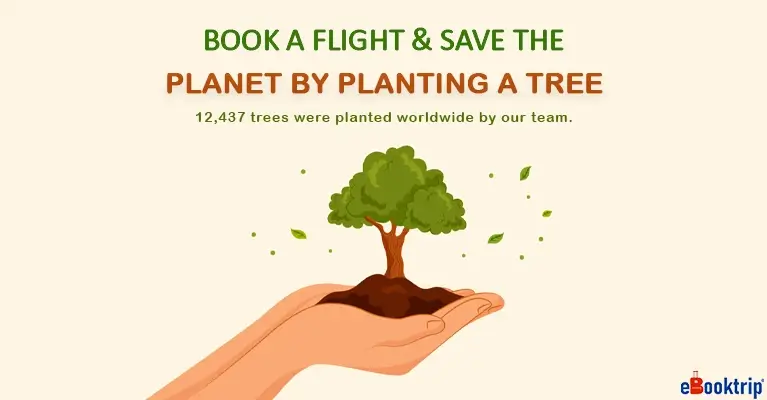 BOOK A FLIGHT & SAVE THE
PLANET BY PLANTING A TREE
12,437 trees were planted worldwide by our team.
eBooktrip®